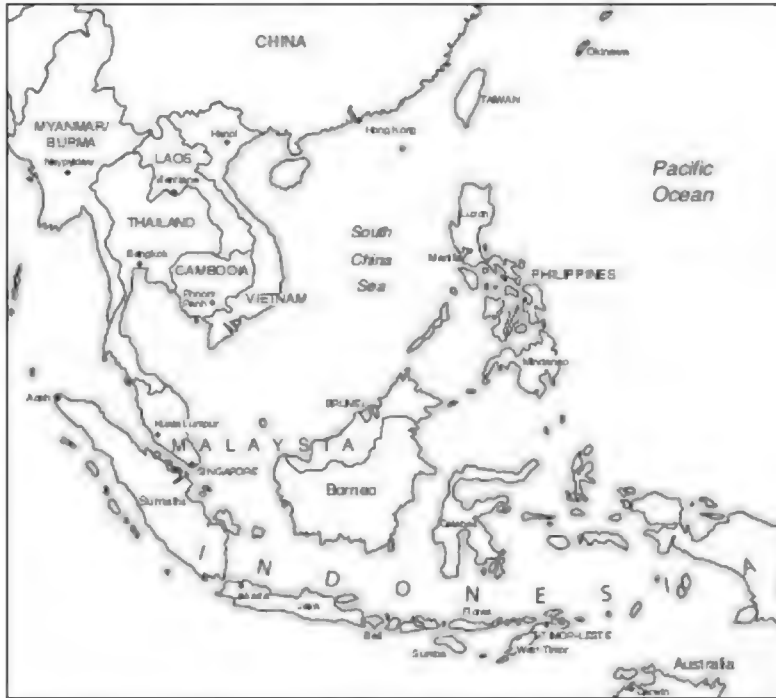 CHINA
Okinawa
TAIWAN
MYANMAR/
BURMA
Hanoi
Hong Kong
LAOS
Naypyidaw
Vientiane
Pacific
Ocean
Luzon
THAILAND
South
China
Sea
Bangkok
Manila
CAMBODIA
PHILIPPINES
Phnom
Penh
VIETNAM
Mindanao
Aceh
BRUNEI
Kuala Lumpur
MALAYSIA
SINGAPORE
Borneo
Sumatra
INDONESIA
Java
Flores
Bali
TIMOR-LESTE
West Timor
Sumba
Australia
Darwin